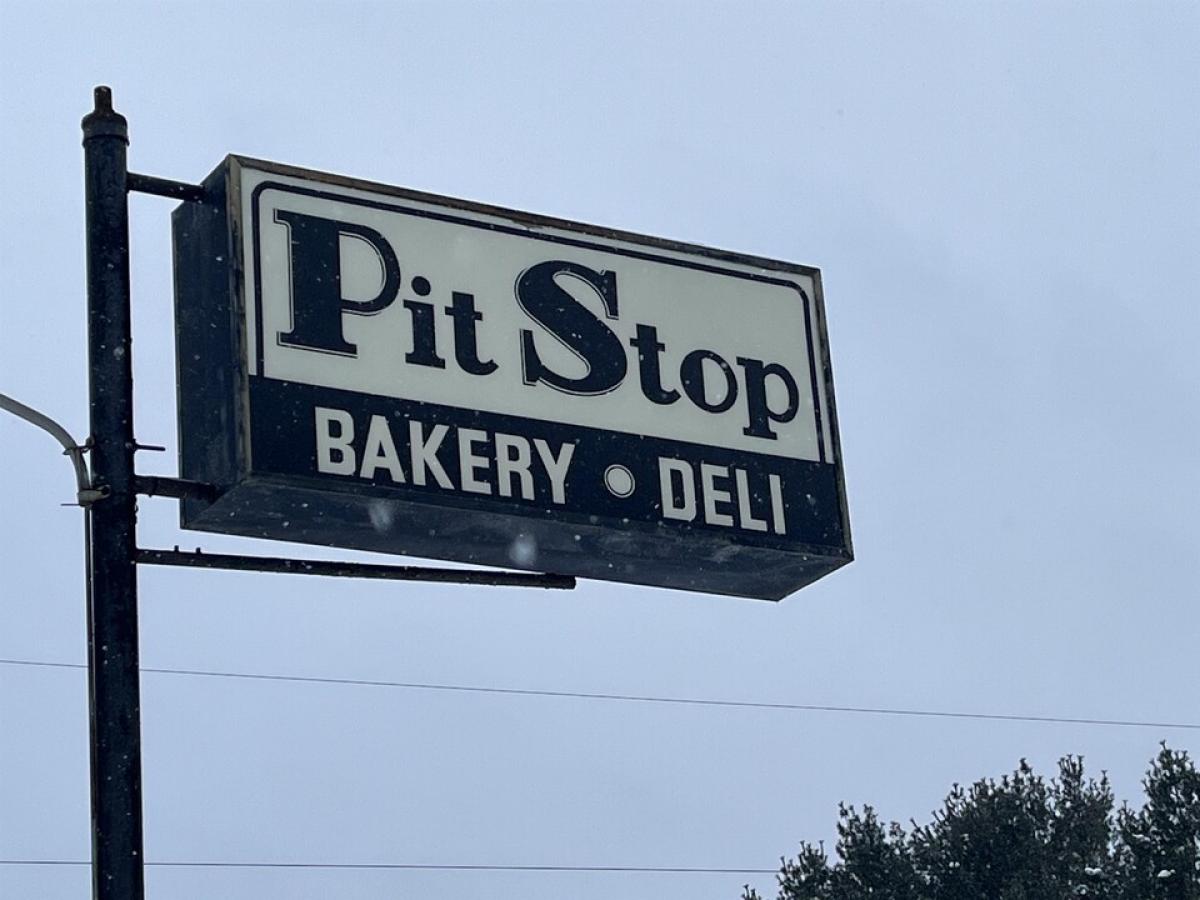 Pit Stop
BAKERY • DELI